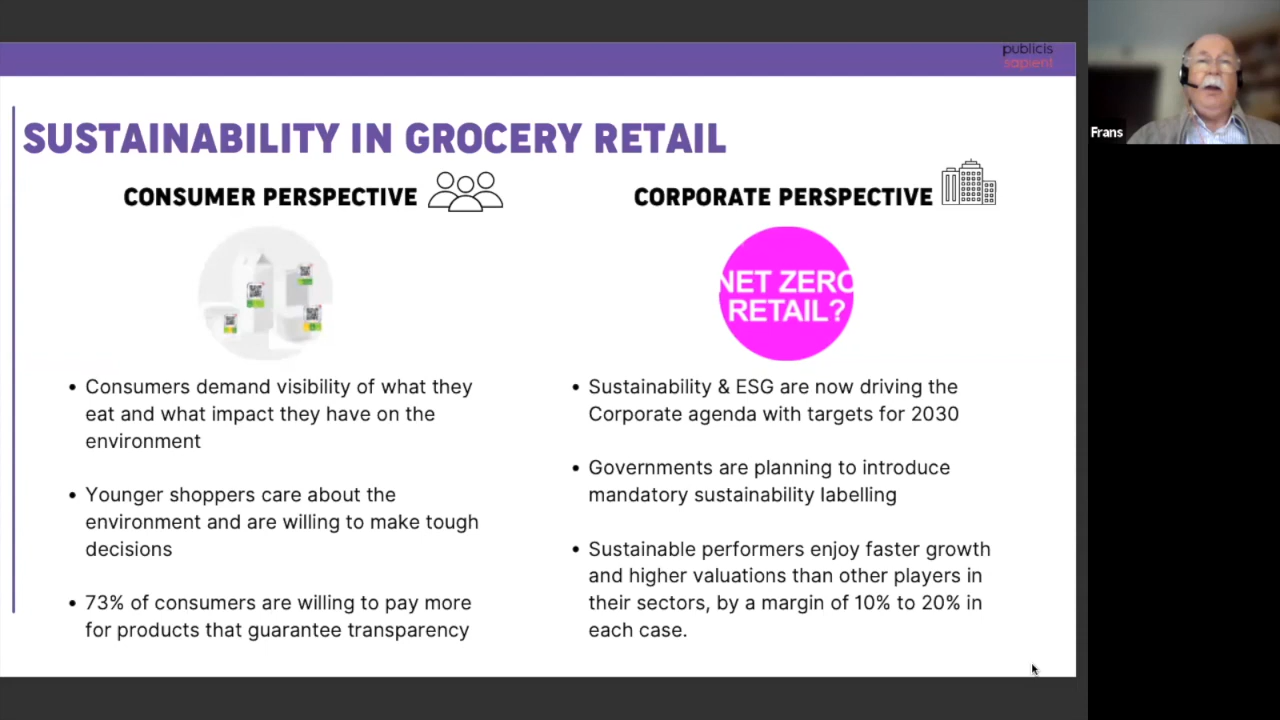 publicis
sapient
Frans
SUSTAINABILITY IN GROCERY RETAIL
CONSUMER PERSPECTIVE
Consumers demand visibility of what they
eat and what impact they have on the
environment
Younger shoppers care about the
environment and are willing to make tough
decisions
73% of consumers are willing to pay more
for products that guarantee transparency
CORPORATE PERSPECTIVE
NET ZERO
RETAIL?
Sustainability & ESG are now driving the
Corporate agenda with targets for 2030
Governments are planning to introduce
mandatory sustainability labelling
Sustainable performers enjoy faster growth
and higher valuations than other players in
their sectors, by a margin of 10% to 20% in
each case.